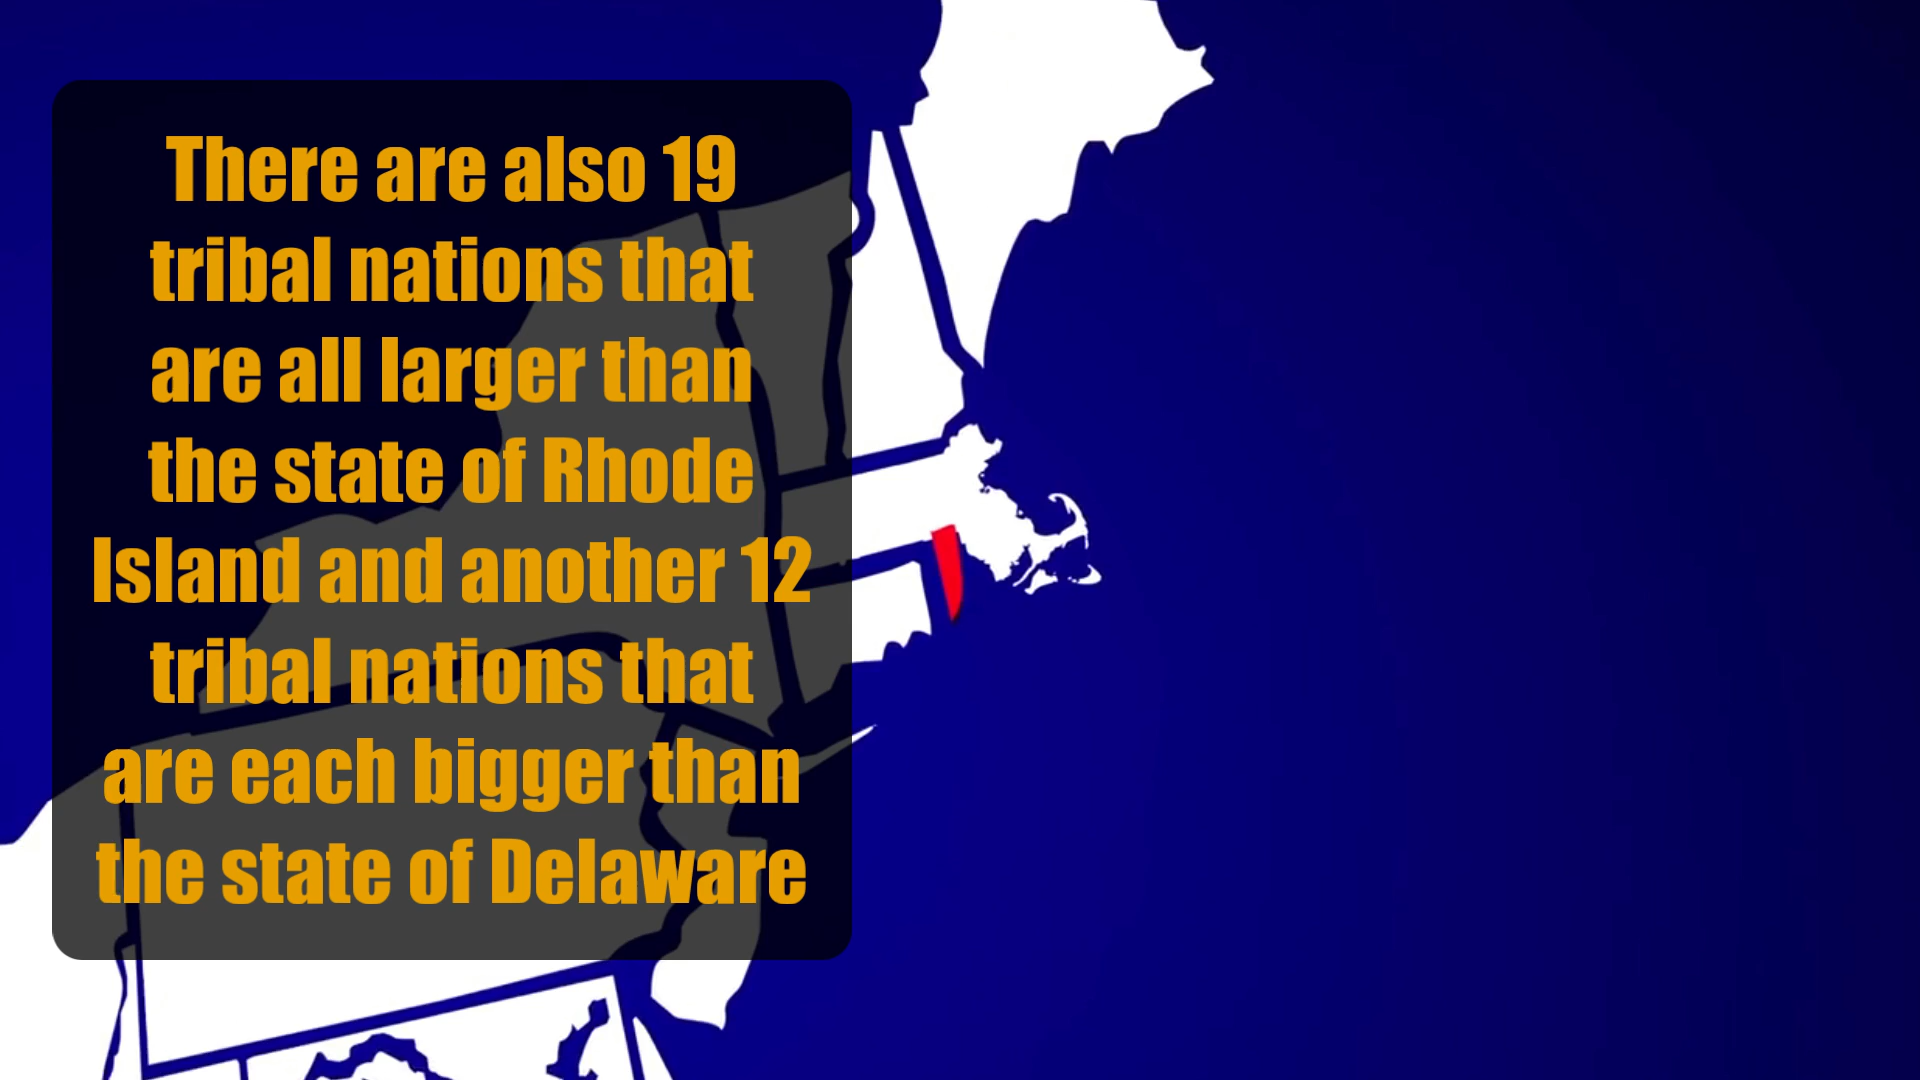 There are also 19
tribal nations that
are all larger than
the state of Rhode
Island and another 12
tribal nations that
are each bigger than
the state of Delaware